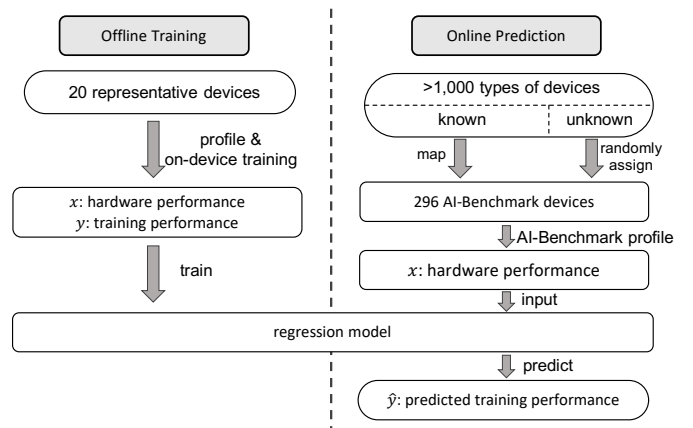 Offline Training
20 representative devices
profile &
on-device training
x: hardware performance
y: training performance
train
Online Prediction
>1,000 types of devices
known
unknown
map
randomly
assign
296 AI-Benchmark devices
AI-Benchmark profile
x: hardware performance
input
regression model
predict
ŷ: predicted training performance